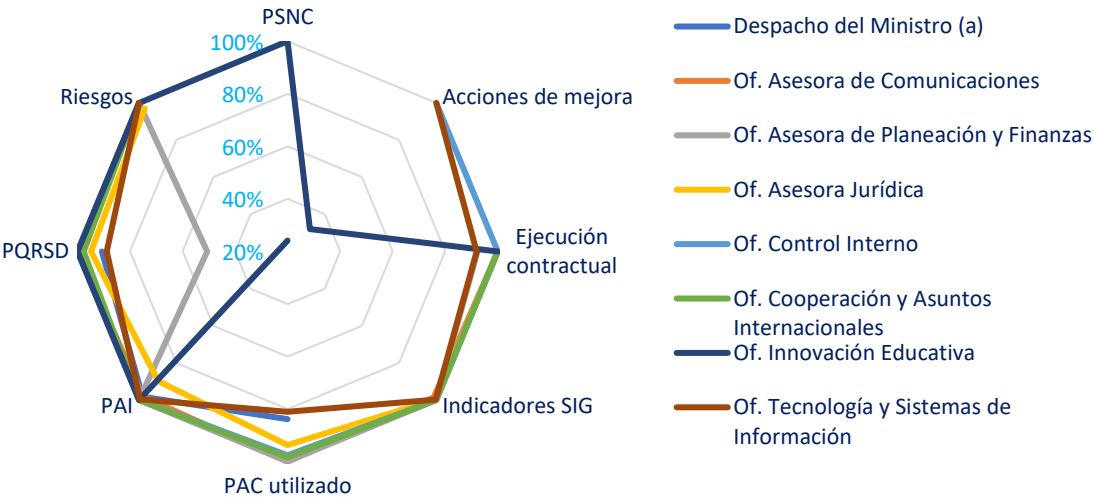 PSNC
100%
80%
60%
40%
20%
Riesgos
Acciones de mejora
PQRSD
Ejecución
contractual
PAI
Indicadores SIG
PAC utilizado
Despacho del Ministro (a)
Of. Asesora de Comunicaciones
Of. Asesora de Planeación y Finanzas
Of. Asesora Jurídica
Of. Control Interno
Of. Cooperación y Asuntos
Internacionales
Of. Innovación Educativa
Of. Tecnología y Sistemas de
Información